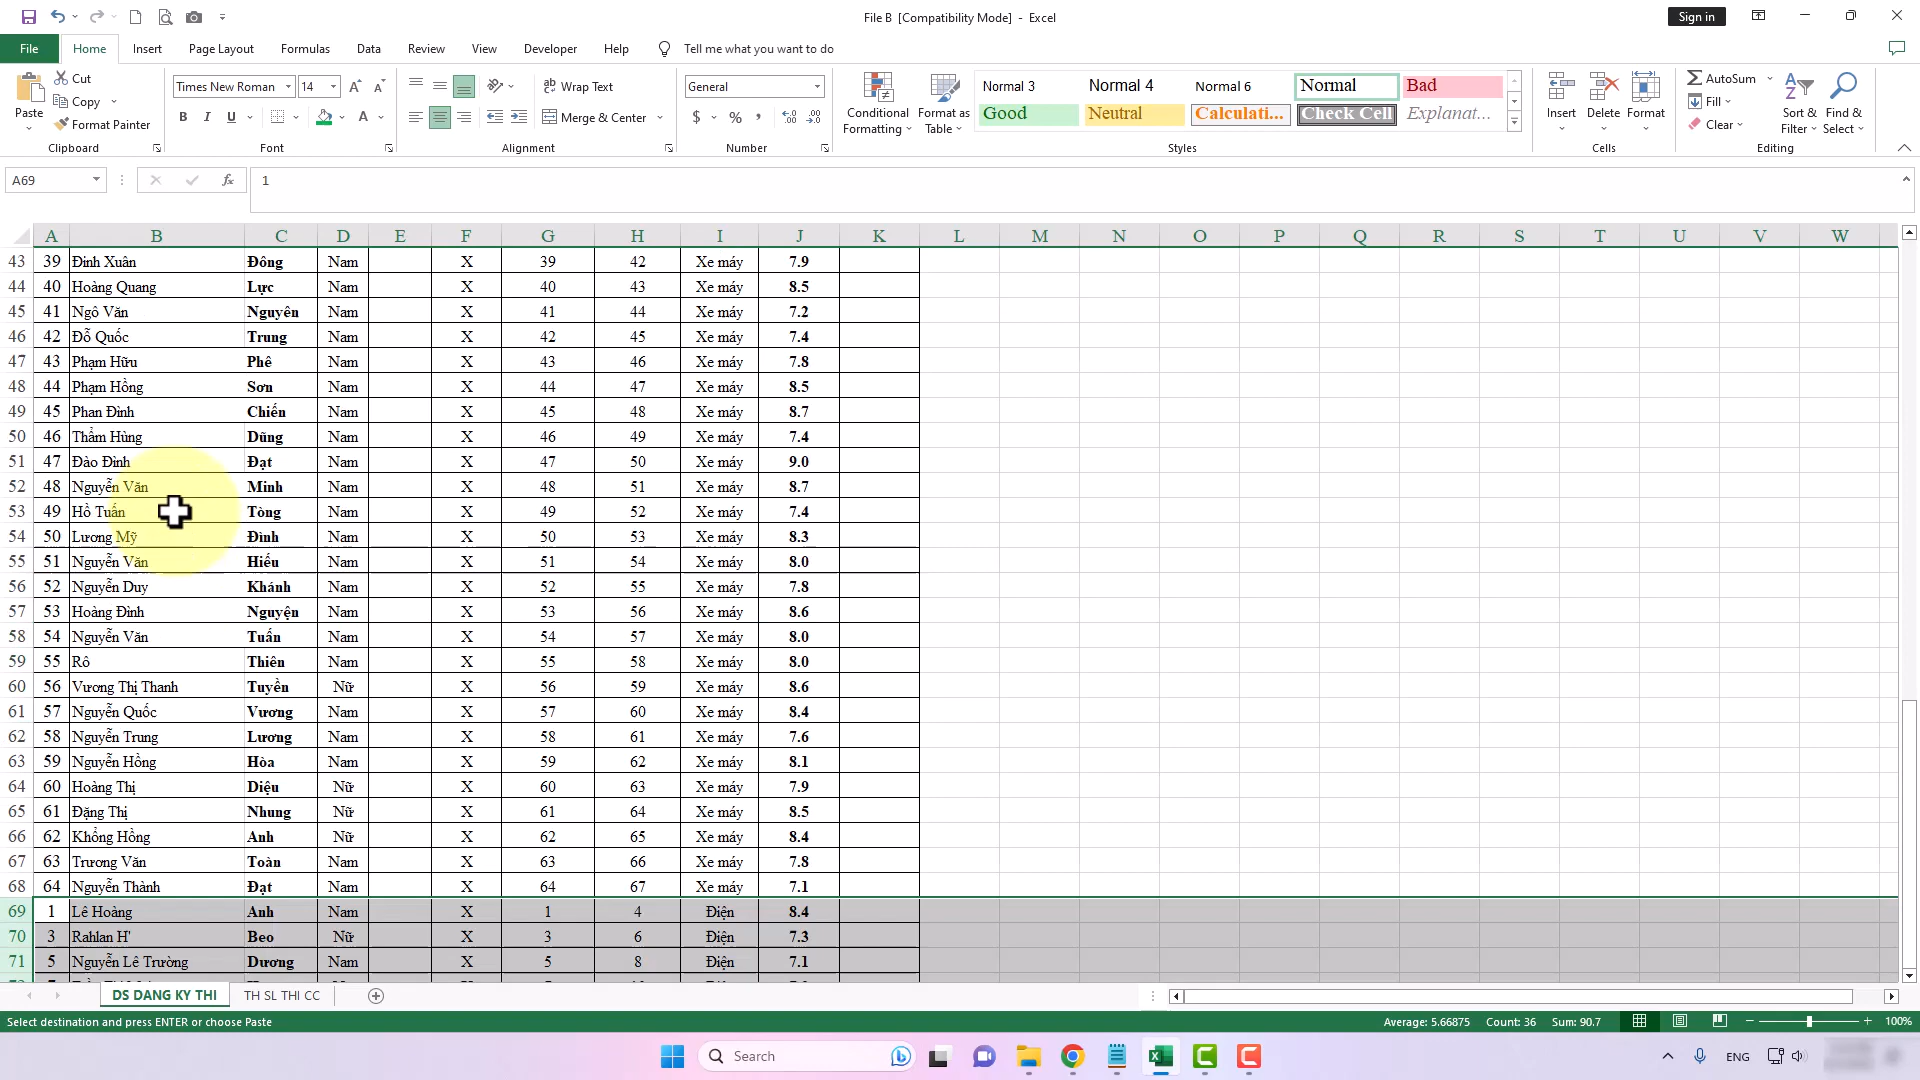 File B [Compatibility Mode] - Excel
Sign in
File Home Insert Page Layout Formulas Data Review View Developer Help Tell me what you want to do
Paste Cut Copy Format Painter Clipboard
Times New Roman 14 B I U A Font
Wrap Text Merge & Center Alignment
General $ % , Number
Conditional Formatting Format as Table
Normal 3 Normal 4 Normal 6 Normal Bad
Good Neutral Calculati... Check Cell Explanat...
Styles
Insert Delete Format Cells
AutoSum Fill Clear Sort & Filter Find & Select Editing
A69 fx 1
A B C D E F G H I J K L M N O P Q R S T U V W
43 39 Đinh Xuân Đông Nam X 39 42 Xe máy 7.9
44 40 Hoàng Quang Lực Nam X 40 43 Xe máy 8.5
45 41 Ngô Văn Nguyên Nam X 41 44 Xe máy 7.2
46 42 Đỗ Quốc Trung Nam X 42 45 Xe máy 7.4
47 43 Phạm Hữu Phê Nam X 43 46 Xe máy 7.8
48 44 Phạm Hồng Sơn Nam X 44 47 Xe máy 8.5
49 45 Phan Đình Chiến Nam X 45 48 Xe máy 8.7
50 46 Thẩm Hùng Dũng Nam X 46 49 Xe máy 7.4
51 47 Đào Đình Đạt Nam X 47 50 Xe máy 9.0
52 48 Nguyễn Văn Minh Nam X 48 51 Xe máy 8.7
53 49 Hồ Tuấn Tòng Nam X 49 52 Xe máy 7.4
54 50 Lương Mỹ Đình Nam X 50 53 Xe máy 8.3
55 51 Nguyễn Văn Hiếu Nam X 51 54 Xe máy 8.0
56 52 Nguyễn Duy Khánh Nam X 52 55 Xe máy 7.8
57 53 Hoàng Đình Nguyện Nam X 53 56 Xe máy 8.6
58 54 Nguyễn Văn Tuấn Nam X 54 57 Xe máy 8.0
59 55 Rô Thiên Nam X 55 58 Xe máy 8.0
60 56 Vương Thị Thanh Tuyền Nữ X 56 59 Xe máy 8.6
61 57 Nguyễn Quốc Vương Nam X 57 60 Xe máy 8.4
62 58 Nguyễn Trung Lương Nam X 58 61 Xe máy 7.6
63 59 Nguyễn Hồng Hòa Nam X 59 62 Xe máy 8.1
64 60 Hoàng Thị Diệu Nữ X 60 63 Xe máy 7.9
65 61 Đặng Thị Nhung Nữ X 61 64 Xe máy 8.5
66 62 Khổng Hồng Anh Nữ X 62 65 Xe máy 8.4
67 63 Trương Văn Toàn Nam X 63 66 Xe máy 7.8
68 64 Nguyễn Thành Đạt Nam X 64 67 Xe máy 7.1
69 1 Lê Hoàng Anh Nam X 1 4 Điện 8.4
70 3 Rahlan H' Beo Nữ X 3 6 Điện 7.3
71 5 Nguyễn Lê Trường Dương Nam X 5 8 Điện 7.1
DS DANG KY THI TH SL THI CC
Select destination and press ENTER or choose Paste Average: 5.66875 Count: 36 Sum: 90.7 100%
Search ENG